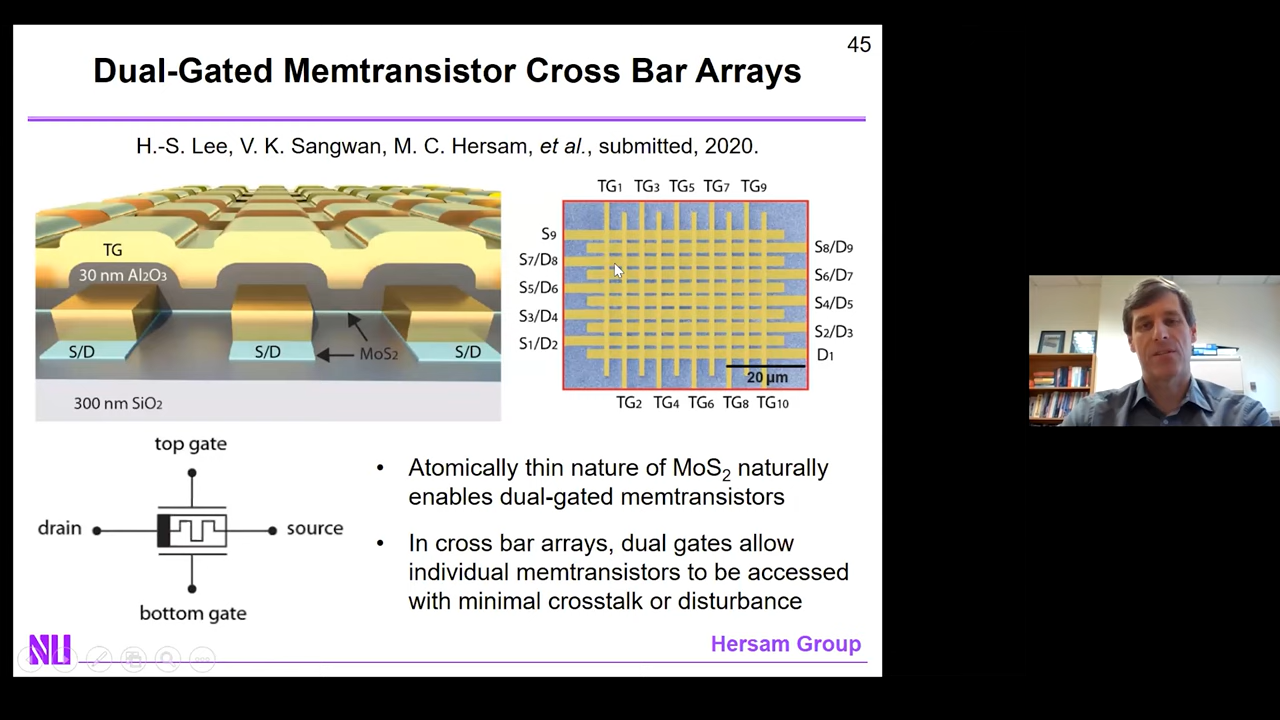 45
Dual-Gated Memtransistor Cross Bar Arrays
H.-S. Lee, V. K. Sangwan, M. C. Hersam, et al., submitted, 2020.
TG
30 nm Al2O3
S/D
S/D
S/D
MoS2
300 nm SiO2
TG1 TG3 TG5 TG7 TG9
S9
S7/D8
S5/D6
S3/D4
S1/D2
S8/D9
S6/D7
S4/D5
S2/D3
D1
20 μm
TG2 TG4 TG6 TG8 TG10
top gate
drain
source
bottom gate
• Atomically thin nature of MoS2 naturally
enables dual-gated memtransistors
• In cross bar arrays, dual gates allow
individual memtransistors to be accessed
with minimal crosstalk or disturbance
NU
Hersam Group